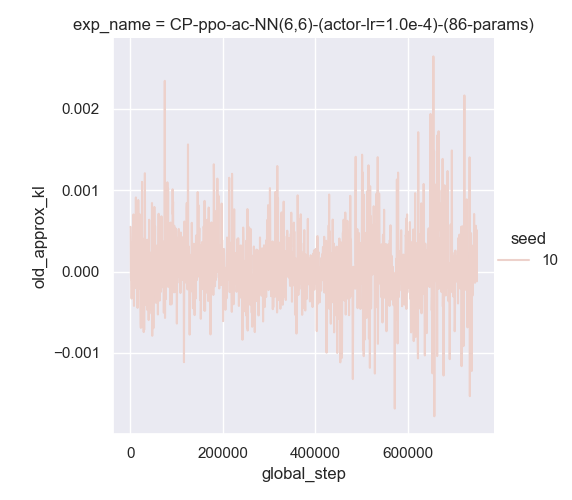 exp_name = CP-ppo-ac-NN(6,6)-(actor-lr=1.0e-4)-(86-params)
0.002
0.001
0.000
−0.001
old_approx_kl
0
200000
400000
600000
global_step
seed
10